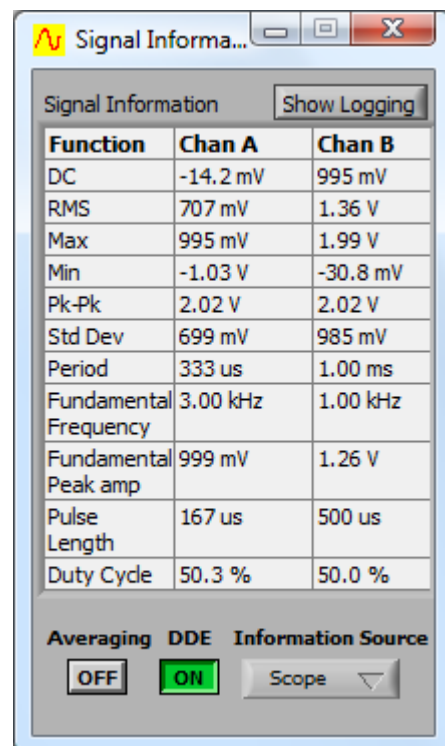 Signal Informa...
Signal Information Show Logging
Function Chan A Chan B
DC -14.2 mV 995 mV
RMS 707 mV 1.36 V
Max 995 mV 1.99 V
Min -1.03 V -30.8 mV
Pk-Pk 2.02 V 2.02 V
Std Dev 699 mV 985 mV
Period 333 us 1.00 ms
Fundamental 3.00 kHz 1.00 kHz
Frequency
Fundamental 999 mV 1.26 V
Peak amp
Pulse 167 us 500 us
Length
Duty Cycle 50.3 % 50.0 %
Averaging DDE Information Source
OFF ON Scope